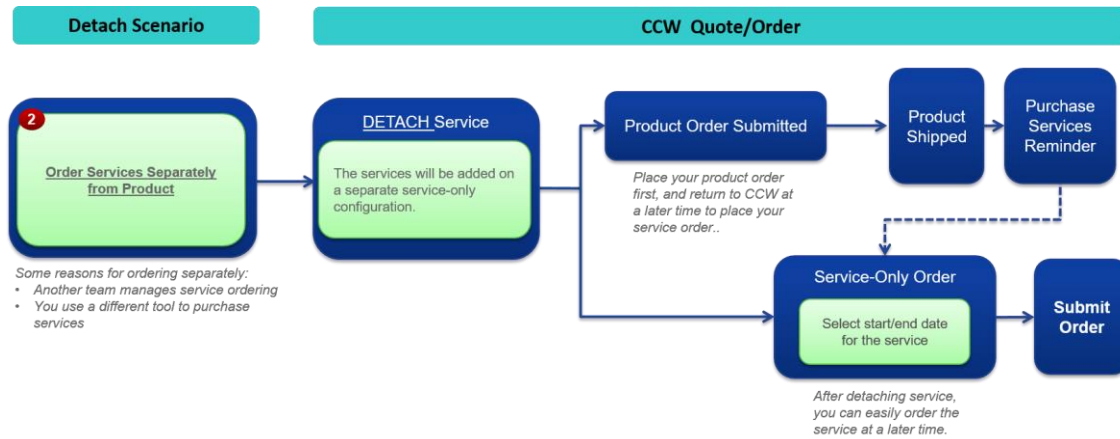 Detach Scenario
CCW Quote/Order
2
Order Services Separately
from Product
Some reasons for ordering separately:
• Another team manages service ordering
• You use a different tool to purchase
services
DETACH Service
The services will be added on
a separate service-only
configuration.
Product Order Submitted
Place your product order
first, and return to CCW at
a later time to place your
service order..
Product
Shipped
Purchase
Services
Reminder
Service-Only Order
Select start/end date
for the service
After detaching service,
you can easily order the
service at a later time.
Submit
Order